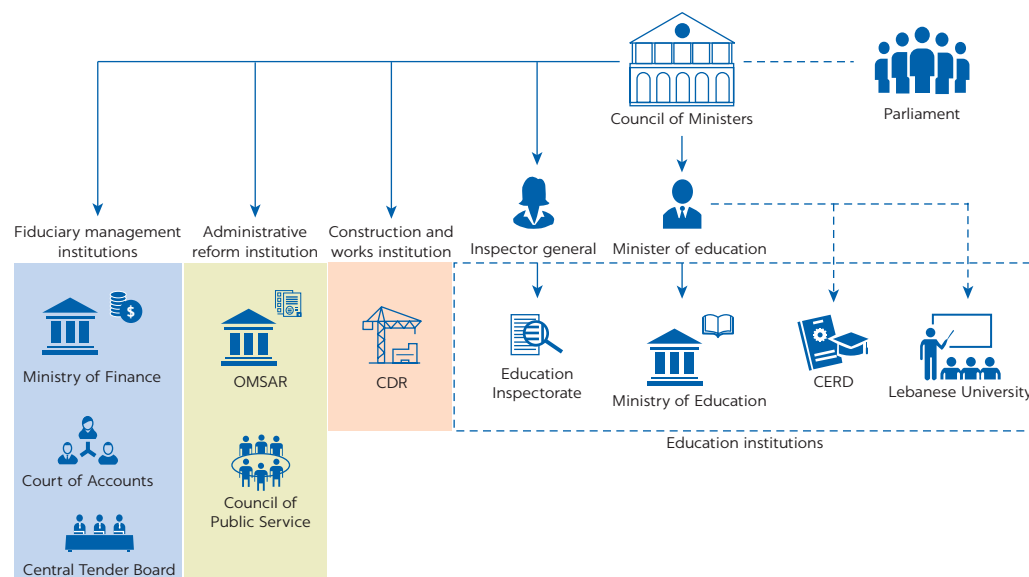 Council of Ministers
Parliament
Fiduciary management
institutions
Administrative
reform institution
Construction and
works institution
Inspector general
Minister of education
$
Ministry of Finance
OMSAR
CDR
Education
Inspectorate
Ministry of Education
CERD
Lebanese University
Education institutions
Court of Accounts
Council of
Public Service
Central Tender Board